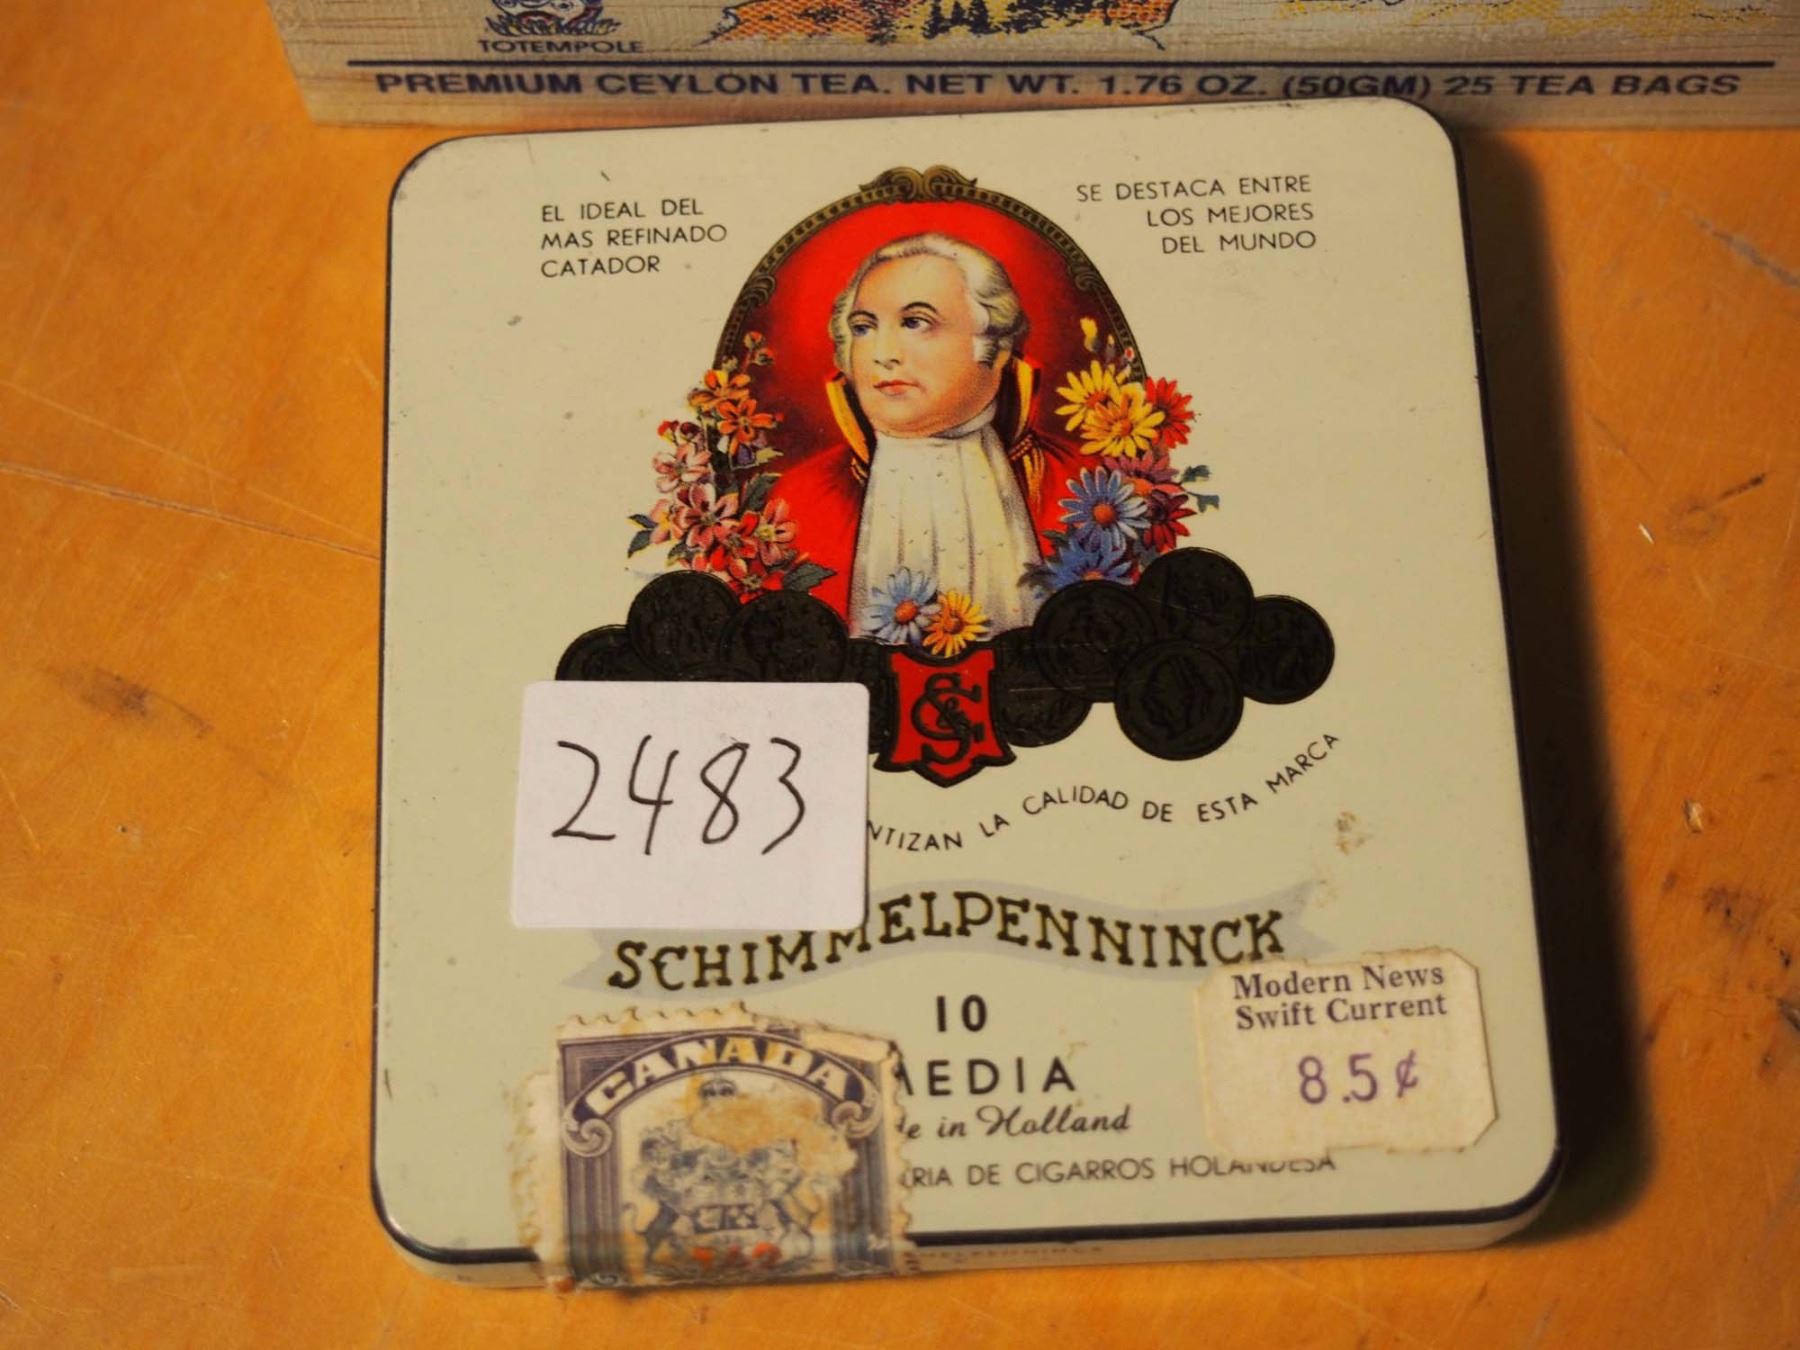 TOTEMPOLE
PREMIUM CEYLON TEA. NET WT. 1.76 OZ. (50GM) 25 TEA BAGS
EL IDEAL DEL
MAS REFINADO
CATADOR
SE DESTACA ENTRE
LOS MEJORES
DEL MUNDO
S&S
2483
LA CALIDAD DE ESTA MARCA
SCHIMMELPENNINCK
10
MEDIA
in Holland
DE CIGARROS HOLANDESA
Modern News
Swift Current
8.5¢
CANADA